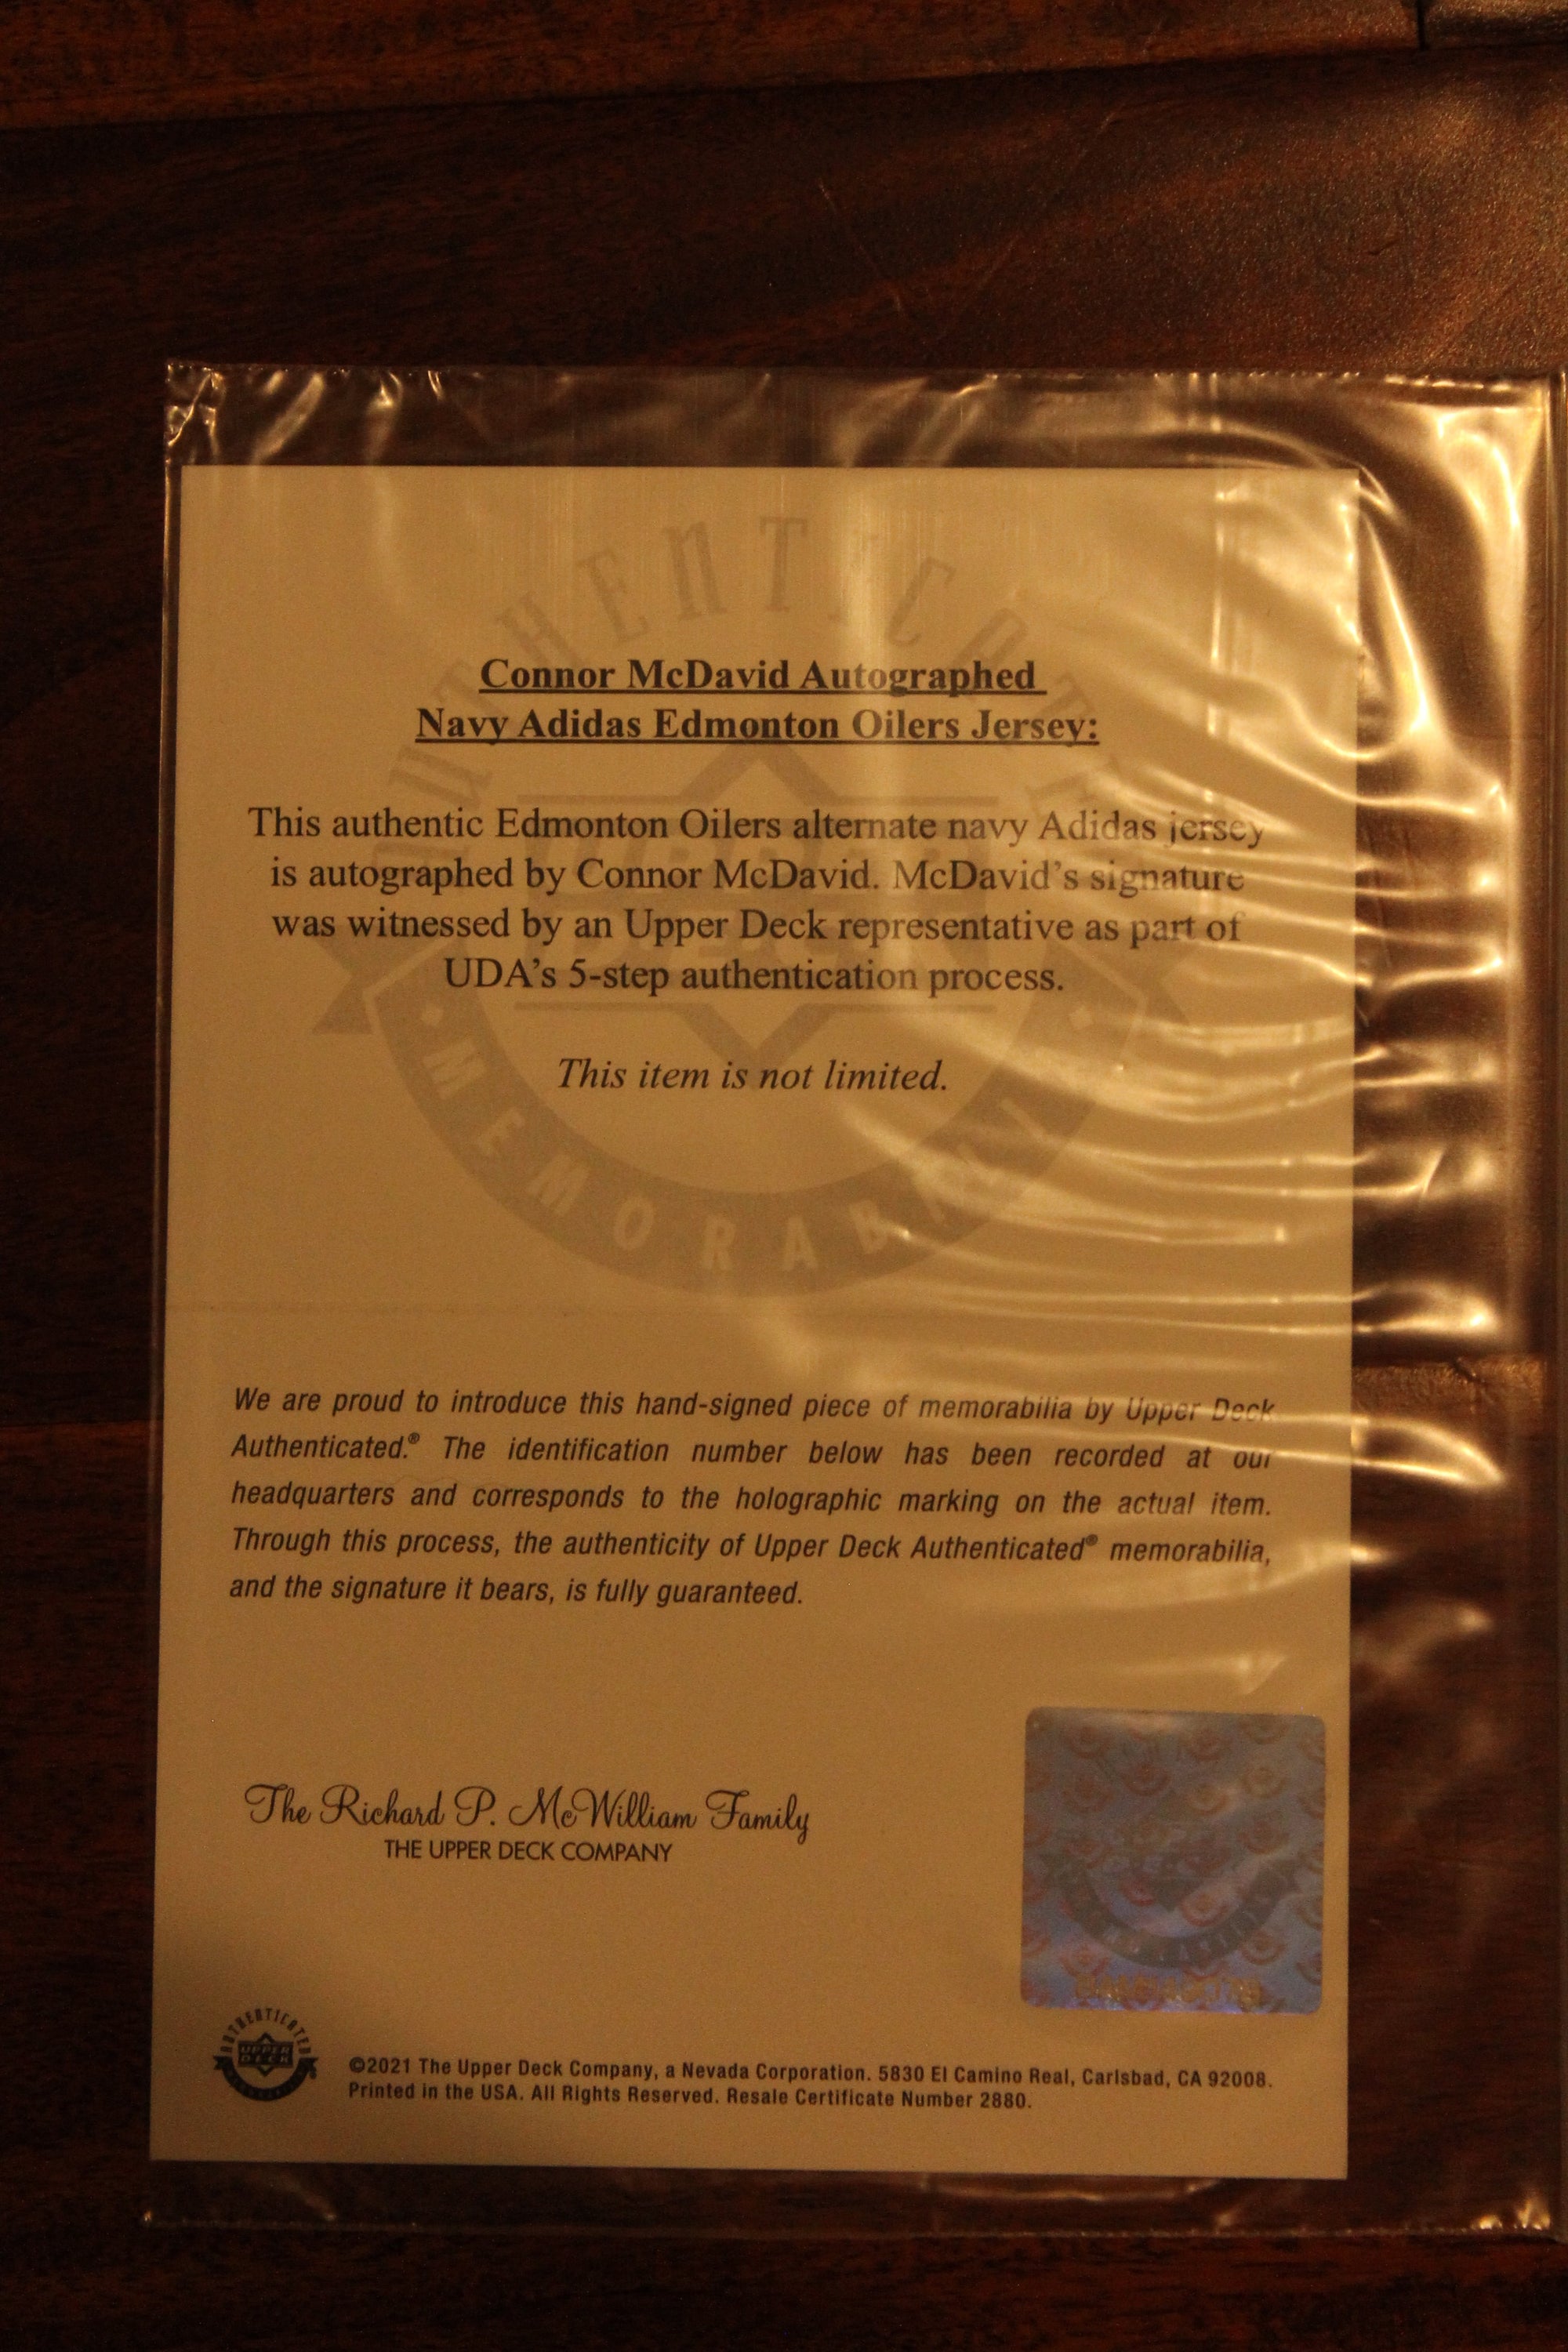 AUTHENTICATED
Connor McDavid Autographed
Navy Adidas Edmonton Oilers Jersey:
This authentic Edmonton Oilers alternate navy Adidas jersey
is autographed by Connor McDavid. McDavid's signature
was witnessed by an Upper Deck representative as part of
UDA's 5-step authentication process.
This item is not limited.
MEMORABILIA
We are proud to introduce this hand-signed piece of memorabilia by Upper Deck
Authenticated.® The identification number below has been recorded at our
headquarters and corresponds to the holographic marking on the actual item.
Through this process, the authenticity of Upper Deck Authenticated® memorabilia,
and the signature it bears, is fully guaranteed.
The Richard P. McWilliam Family
THE UPPER DECK COMPANY
AUTHENTICATED
UPPER
DECK
©2021 The Upper Deck Company, a Nevada Corporation. 5830 El Camino Real, Carlsbad, CA 92008.
Printed in the USA. All Rights Reserved. Resale Certificate Number 2880.